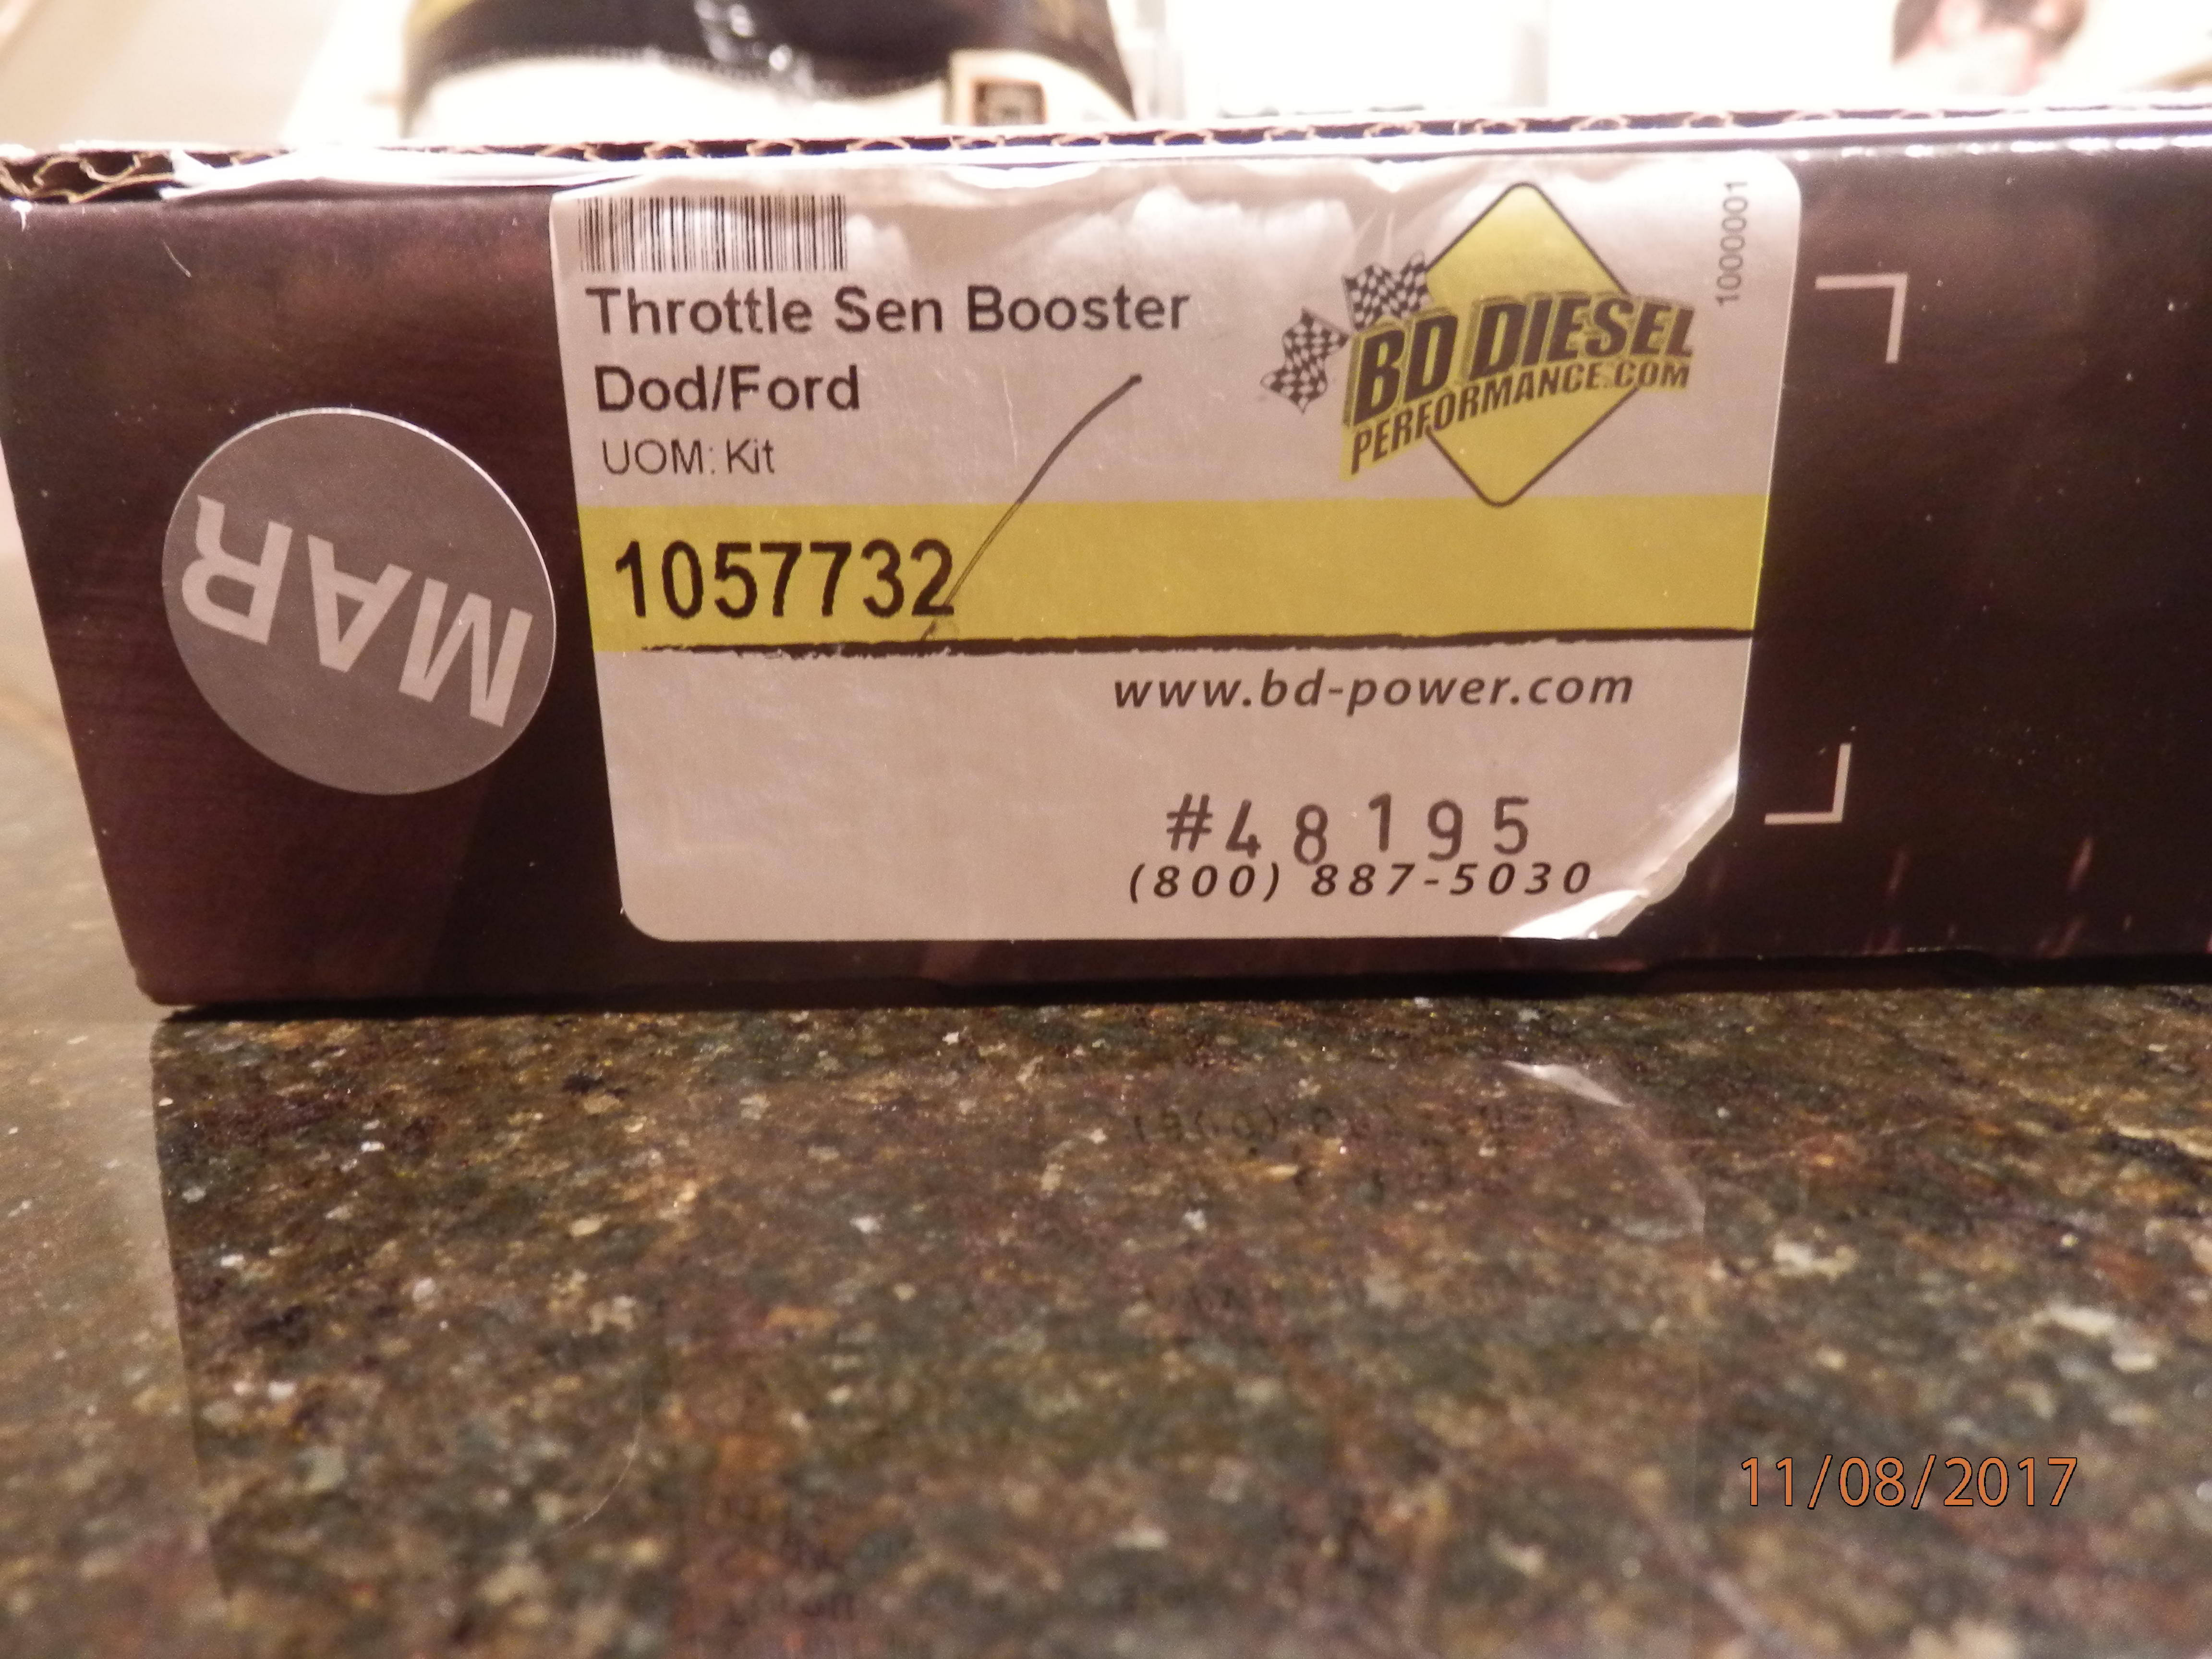 Throttle Sen Booster
Dod/Ford
UOM: Kit
1057732
BD DIESEL
PERFORMANCE.COM
1000001
MAR
www.bd-power.com
#48195
(800) 887-5030
11/08/2017